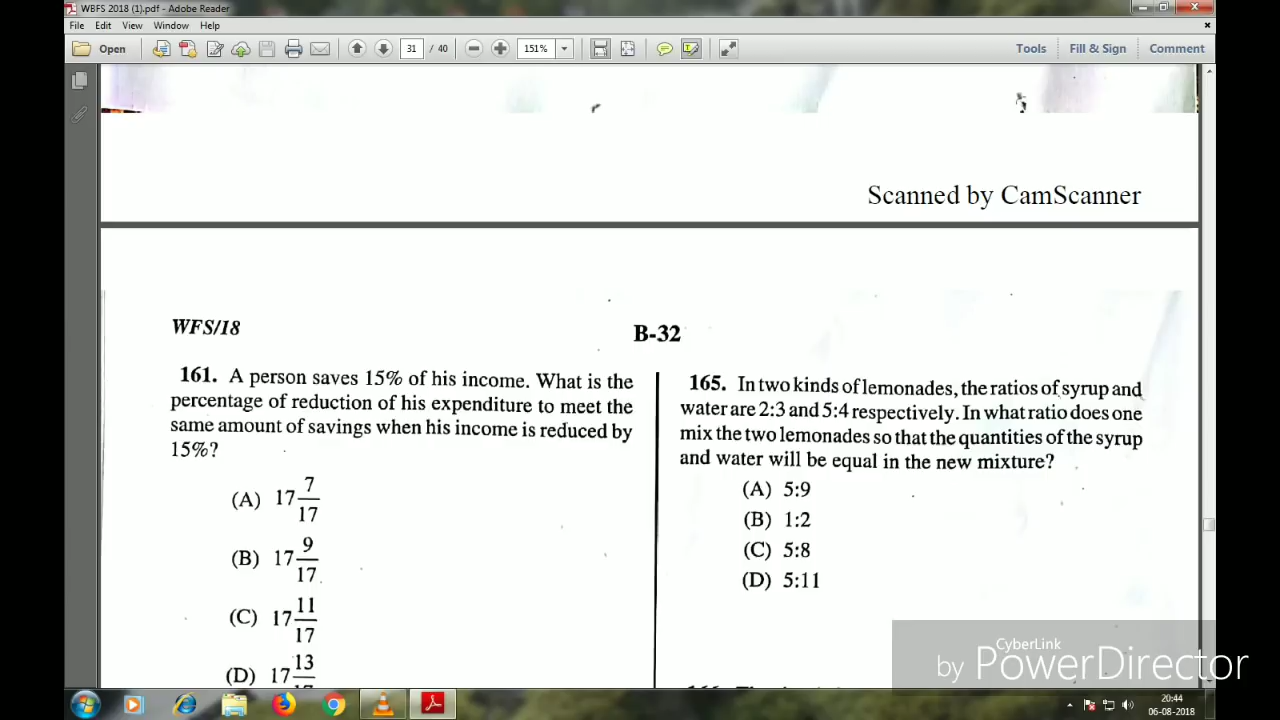 WBFS 2018 (1).pdf - Adobe Reader
File Edit View Window Help
Open 31 / 40 151% Tools Fill & Sign Comment
Scanned by CamScanner
WFS/18
B-32
161. A person saves 15% of his income. What is the
percentage of reduction of his expenditure to meet the
same amount of savings when his income is reduced by
15%?
(A) 17 7/17
(B) 17 9/17
(C) 17 11/17
(D) 17 13/17
165. In two kinds of lemonades, the ratios of syrup and
water are 2:3 and 5:4 respectively. In what ratio does one
mix the two lemonades so that the quantities of the syrup
and water will be equal in the new mixture?
(A) 5:9
(B) 1:2
(C) 5:8
(D) 5:11
CyberLink
by PowerDirector
20:44
06-08-2018